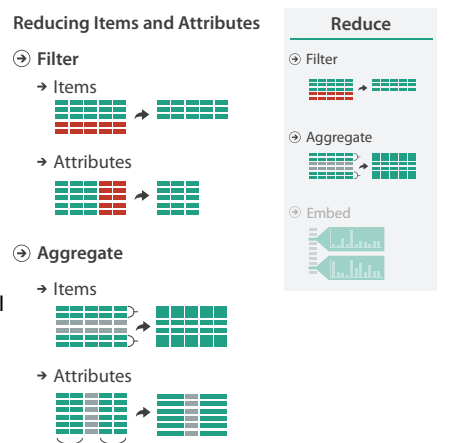 Reducing Items and Attributes
Filter
Items
Attributes
Aggregate
Items
Attributes
Reduce
Filter
Aggregate
Embed